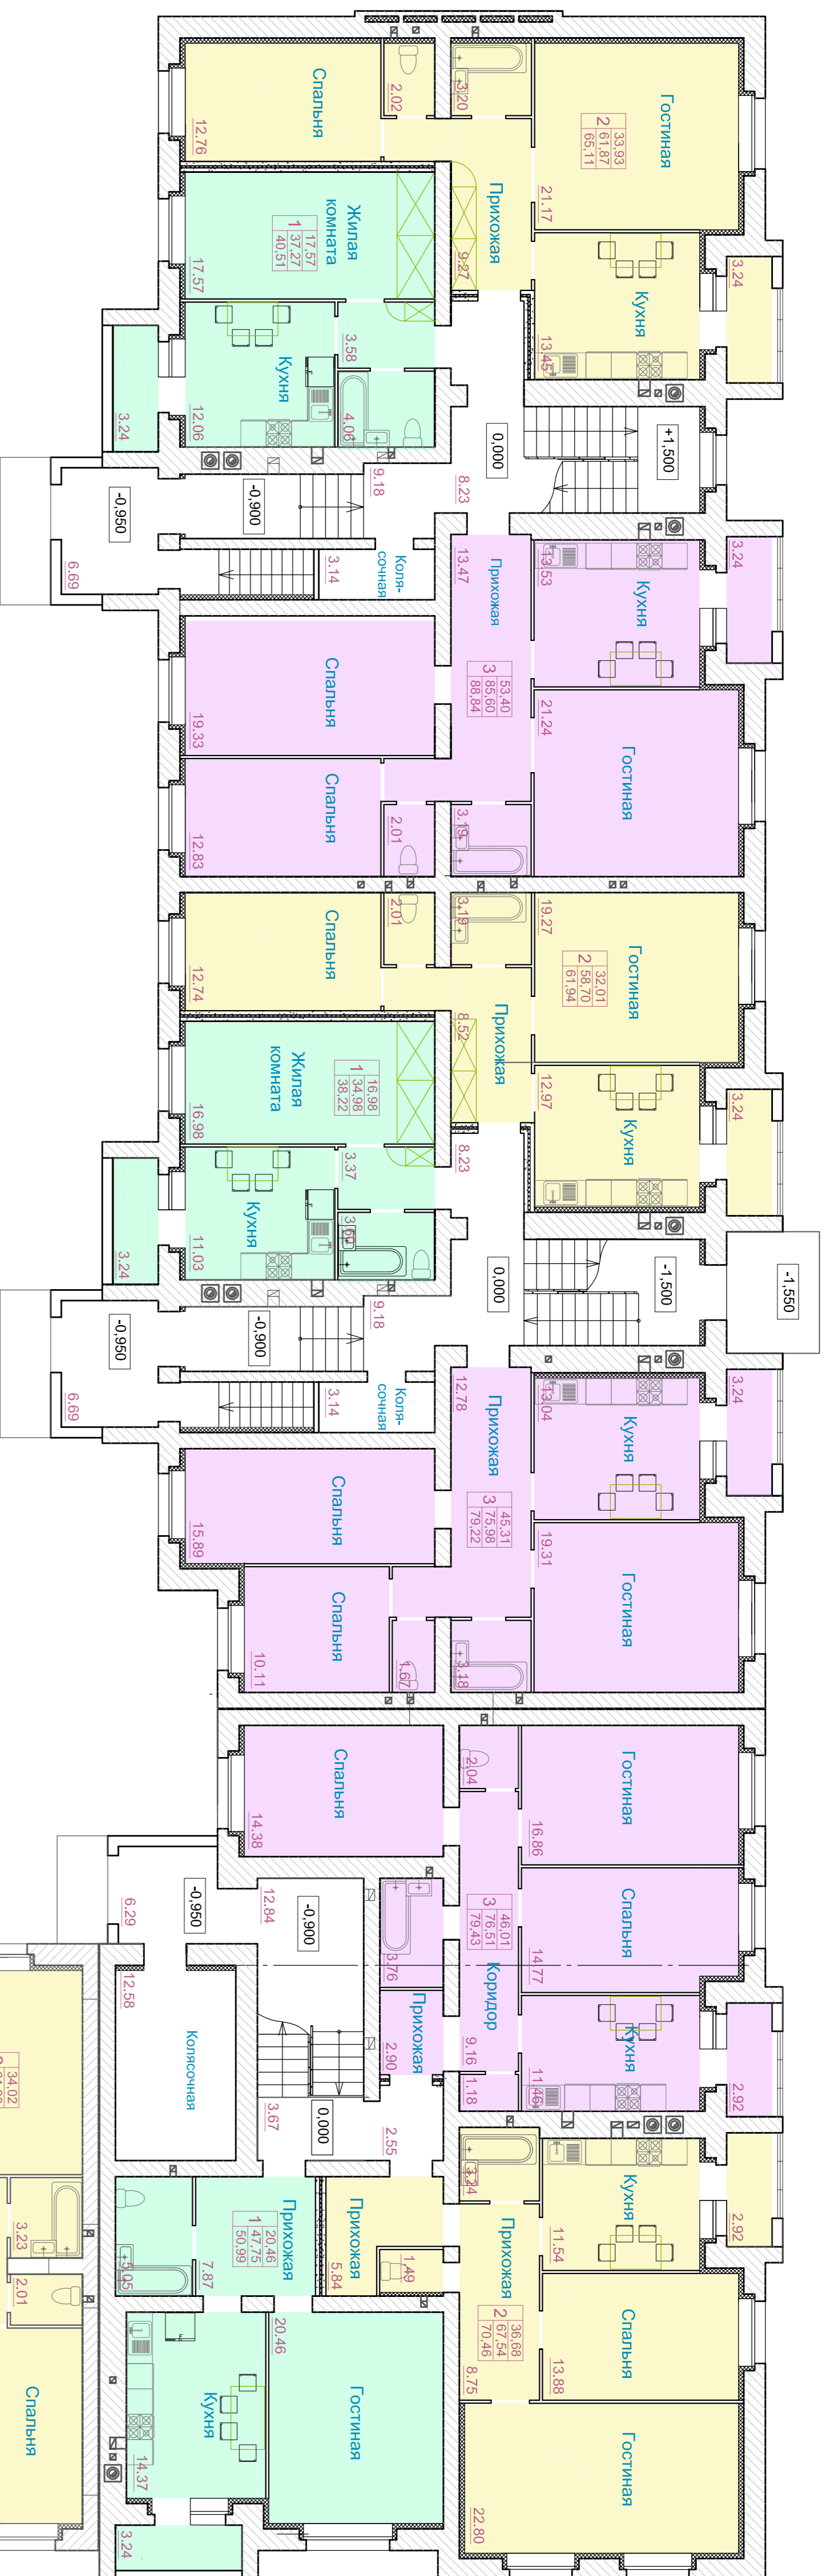 Спальня
12.76
2.02
3.20
Гостиная
2
33,93
61,87
65,11
21.17
Прихожая
9.27
Кухня
13.45
3.24
Жилая
комната
1
17,57
37,27
40,51
17.57
3.58
Кухня
12.06
4.06
3.24
0,000
+1,500
8.23
9.18
-0,900
-0,950
6.69
Коля-
сочная
3.14
Прихожая
13.47
Кухня
13.53
3.24
3
53,40
85,60
88,84
Спальня
19.33
Гостиная
21.24
Спальня
12.83
2.01
3.19
Спальня
12.74
2.01
3.19
Гостиная
19.27
2
32,01
58,70
61,94
Прихожая
8.52
Кухня
12.97
3.24
Жилая
комната
1
16,98
34,98
38,22
16.98
3.37
Кухня
11.03
3.24
8.23
0,000
-1,500
-1,550
9.18
-0,900
-0,950
6.69
Коля-
сочная
3.14
Прихожая
12.78
Кухня
13.04
3.24
3
45,31
75,98
79,22
Спальня
15.89
Гостиная
19.31
Спальня
10.11
1.67
3.18
Спальня
14.38
2.04
Гостиная
16.86
3
46,01
76,51
79,43
Спальня
14.77
Коридор
9.16
3.76
Прихожая
2.90
1.18
Кухня
11.46
2.92
12.84
-0,900
-0,950
6.29
Колясочная
12.58
0,000
3.67
2.55
3.24
Кухня
11.54
2.92
Прихожая
5.84
1.49
Прихожая
8.75
2
36,68
67,54
70,46
Спальня
13.88
Гостиная
22.80
Прихожая
7.87
1
20,46
47,75
50,99
5.05
Гостиная
20.46
Кухня
14.37
3.24
34,02
3.23
2.01
Спальня